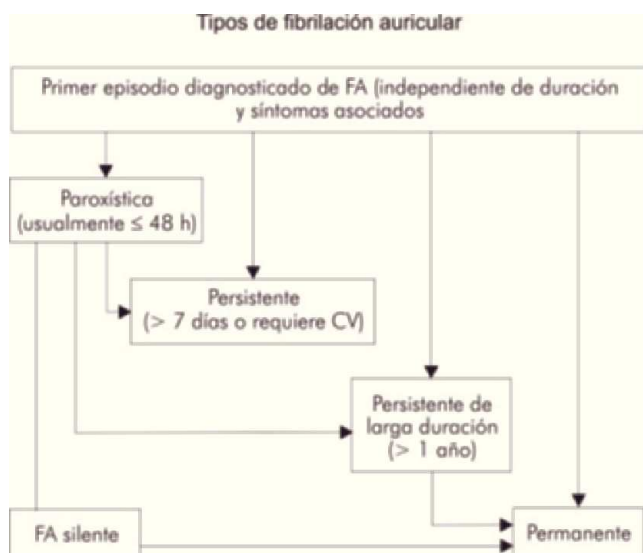 Tipos de fibrilación auricular
Primer episodio diagnosticado de FA (independiente de duración
y síntomas asociados
Paroxística
(usualmente ≤ 48 h)
Persistente
(> 7 días o requiere CV)
Persistente de
larga duración
(> 1 año)
FA silente
Permanente